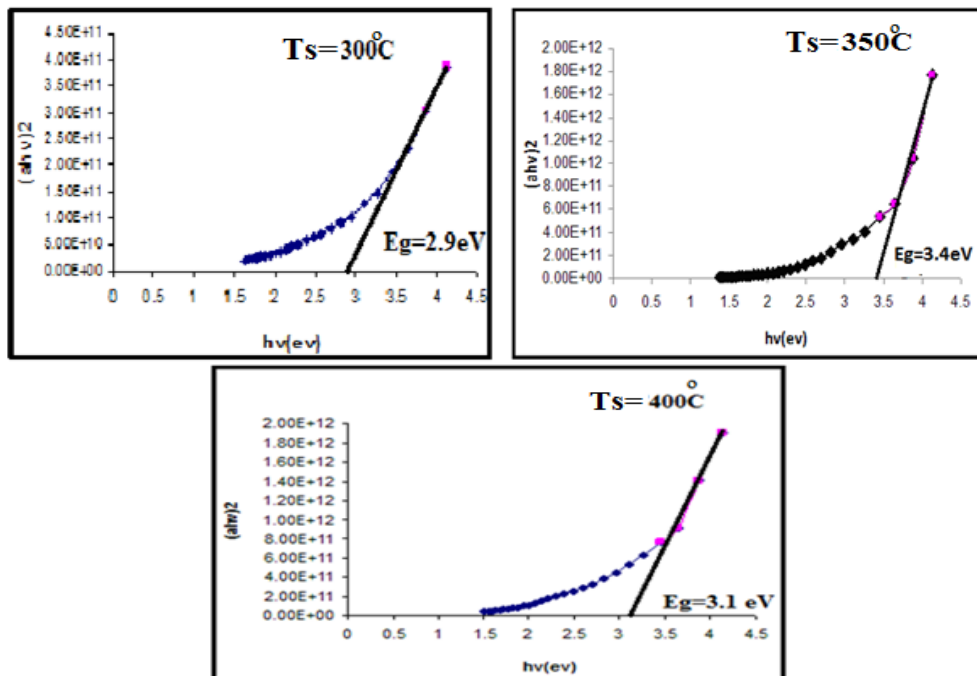 Ts=300°C
(ahv)2
4.50E+11
4.00E+11
3.50E+11
3.00E+11
2.50E+11
2.00E+11
1.50E+11
1.00E+11
5.00E+10
0.00E+00
Eg=2.9eV
0 0.5 1 1.5 2 2.5 3 3.5 4 4.5
hv(ev)
Ts=350°C
(ahv)2
2.00E+12
1.80E+12
1.60E+12
1.40E+12
1.20E+12
1.00E+12
8.00E+11
6.00E+11
4.00E+11
2.00E+11
0.00E+00
Eg=3.4eV
0 0.5 1 1.5 2 2.5 3 3.5 4 4.5
hv(ev)
Ts=400°C
(ahv)2
2.00E+12
1.80E+12
1.60E+12
1.40E+12
1.20E+12
1.00E+12
8.00E+11
6.00E+11
4.00E+11
2.00E+11
0.00E+00
Eg=3.1 eV
0 0.5 1 1.5 2 2.5 3 3.5 4 4.5
hv(ev)